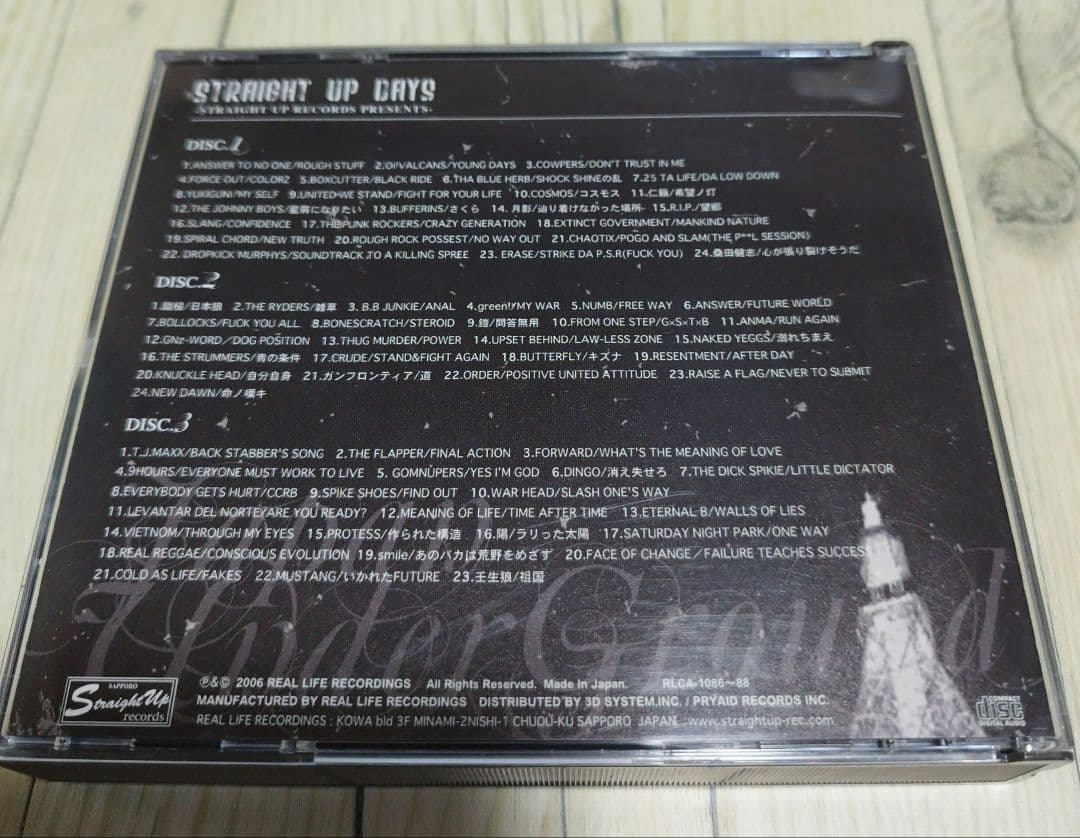 STRAIGHT UP DAYS
-STRAIGHT UP RECORDS PRESENTS-
DISC.1
1.ANSWER TO NO ONE/ROUGH STUFF 2.Oi!VALCANS/YOUNG DAYS 3.COWPERS/DON'T TRUST IN ME
4.FORCE OUT/COLORZ 5.BOXCUTTER/BLACK RIDE 6.THA BLUE HERB/SHOCK SHINEの乱 7.25 TA LIFE/DA LOW DOWN
8.YUKIGUNI/MY SELF 9.UNITED-WE STAND/FIGHT FOR YOUR LIFE 10.COSMOS/コスモス 11.仁義/希望ノ灯
12.THE JOHNNY BOYS/星屑になりたい 13.BUFFERINS/さくら 14.月影/辿り着けなかった場所 15.R.I.P./望郷
16.SLANG/CONFIDENCE 17.THE PUNK ROCKERS/CRAZY GENERATION 18.EXTINCT GOVERNMENT/MANKIND NATURE
19.SPIRAL CHORD/NEW TRUTH 20.ROUGH ROCK POSSEST/NO WAY OUT 21.CHAOTIX/POGO AND SLAM(THE P**L SESSION)
22.DROPKICK MURPHYS/SOUNDTRACK TO A KILLING SPREE 23.ERASE/STRIKE DA P.S.R(FUCK YOU) 24.桑田健志/心が張り裂けそうだ
DISC.2
1.鐵槌/日本狼 2.THE RYDERS/雑草 3.B.B JUNKIE/ANAL 4.green!/MY WAR 5.NUMB/FREE WAY 6.ANSWER/FUTURE WORLD
7.BOLLOCKS/FUCK YOU ALL 8.BONESCRATCH/STEROID 9.鎧/問答無用 10.FROM ONE STEP/G×S×T×B 11.ANMA/RUN AGAIN
12.GNz-WORD/DOG POSITION 13.THUG MURDER/POWER 14.UPSET BEHIND/LAW-LESS ZONE 15.NAKED YEGGS/溺れちまえ
16.THE STRUMMERS/青の条件 17.CRUDE/STAND&FIGHT AGAIN 18.BUTTERFLY/キズナ 19.RESENTMENT/AFTER DAY
20.KNUCKLE HEAD/自分自身 21.ガンフロンティア/道 22.ORDER/POSITIVE UNITED ATTITUDE 23.RAISE A FLAG/NEVER TO SUBMIT
24.NEW DAWN/命ノ嘆キ
DISC.3
1.T.J.MAXX/BACK STABBER'S SONG 2.THE FLAPPER/FINAL ACTION 3.FORWARD/WHAT'S THE MEANING OF LOVE
4.9HOURS/EVERYONE MUST WORK TO LIVE 5.GOMNUPERS/YES I'M GOD 6.DINGO/消え失せろ 7.THE DICK SPIKIE/LITTLE DICTATOR
8.EVERYBODY GETS HURT/CCRB 9.SPIKE SHOES/FIND OUT 10.WAR HEAD/SLASH ONE'S WAY
11.LEVANTAR DEL NORTE/ARE YOU READY? 12.MEANING OF LIFE/TIME AFTER TIME 13.ETERNAL B/WALLS OF LIES
14.VIETNOM/THROUGH MY EYES 15.PROTESS/作られた構造 16.陽/ラリった太陽 17.SATURDAY NIGHT PARK/ONE WAY
18.REAL REGGAE/CONSCIOUS EVOLUTION 19.smile/あのバカは荒野をめざす 20.FACE OF CHANGE/FAILURE TEACHES SUCCESS
21.COLD AS LIFE/FAKES 22.MUSTANG/いかれたFUTURE 23.壬生狼/祖国
Japan
UnderGround
℗&© 2006 REAL LIFE RECORDINGS All Rights Reserved. Made In Japan. RLCA-1086~88
MANUFACTURED BY REAL LIFE RECORDINGS DISTRIBUTED BY 3D SYSTEM.INC. / PRYAID RECORDS INC.
REAL LIFE RECORDINGS : KOWA bld 3F MINAMI-2NISHI-1 CHUOU-KU SAPPORO JAPAN www.straightup-rec.com
SAPPORO
StraightUp
records
COMPACT
disc
DIGITAL AUDIO